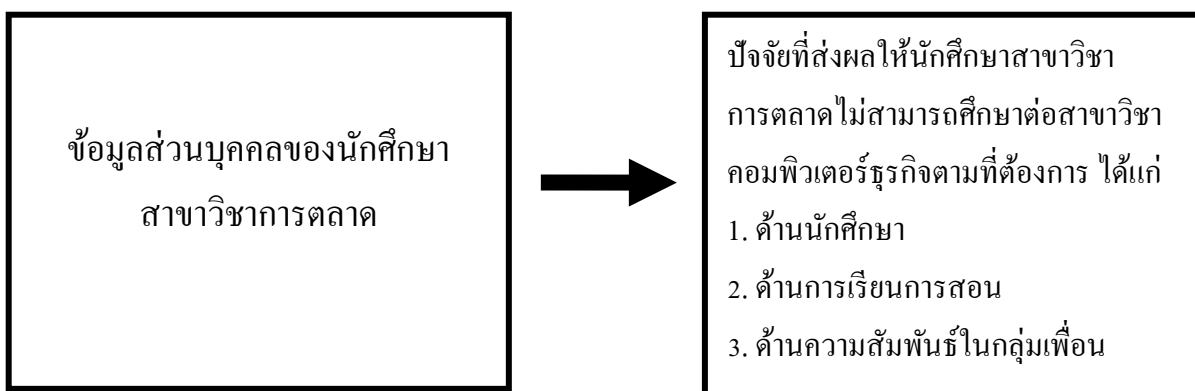 ข้อมูลส่วนบุคคลของนักศึกษา
สาขาวิชาการตลาด
ปัจจัยที่ส่งผลให้นักศึกษาสาขาวิชา
การตลาดไม่สามารถศึกษาต่อสาขาวิชา
คอมพิวเตอร์ธุรกิจตามที่ต้องการ ได้แก่
1. ด้านนักศึกษา
2. ด้านการเรียนการสอน
3. ด้านความสัมพันธ์ในกลุ่มเพื่อน